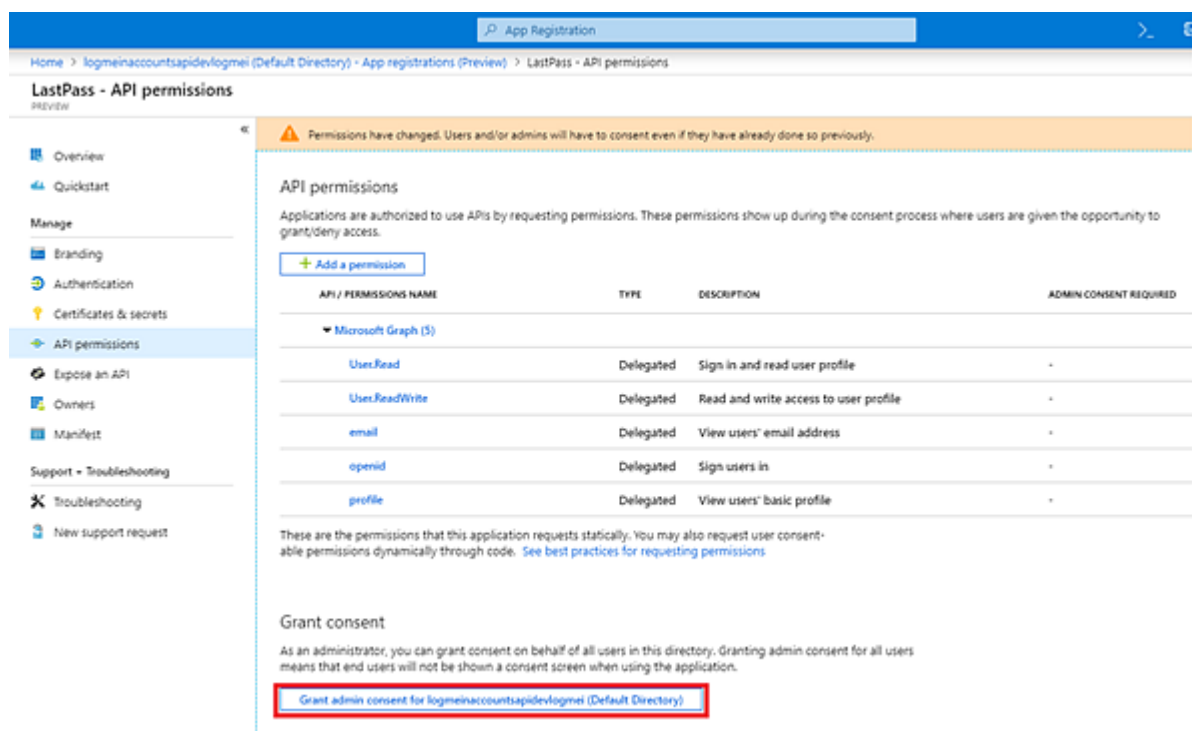 App Registration
Home > logmeinaccountsapidevlogmei (Default Directory) - App registrations (Preview) > LastPass - API permissions
LastPass - API permissions
PREVIEW
«
Permissions have changed. Users and/or admins will have to consent even if they have already done so previously.
Overview
Quickstart
Manage
Branding
Authentication
Certificates & secrets
API permissions
Expose an API
Owners
Manifest
Support + Troubleshooting
Troubleshooting
New support request
API permissions
Applications are authorized to use APIs by requesting permissions. These permissions show up during the consent process where users are given the opportunity to
grant/deny access.
+ Add a permission
API / PERMISSIONS NAME TYPE DESCRIPTION ADMIN CONSENT REQUIRED
Microsoft Graph (5)
User.Read Delegated Sign in and read user profile -
User.ReadWrite Delegated Read and write access to user profile -
email Delegated View users' email address -
openid Delegated Sign users in -
profile Delegated View users' basic profile -
These are the permissions that this application requests statically. You may also request user consent-
able permissions dynamically through code. See best practices for requesting permissions
Grant consent
As an administrator, you can grant consent on behalf of all users in this directory. Granting admin consent for all users
means that end users will not be shown a consent screen when using the application.
Grant admin consent for logmeinaccountsapidevlogmei (Default Directory)